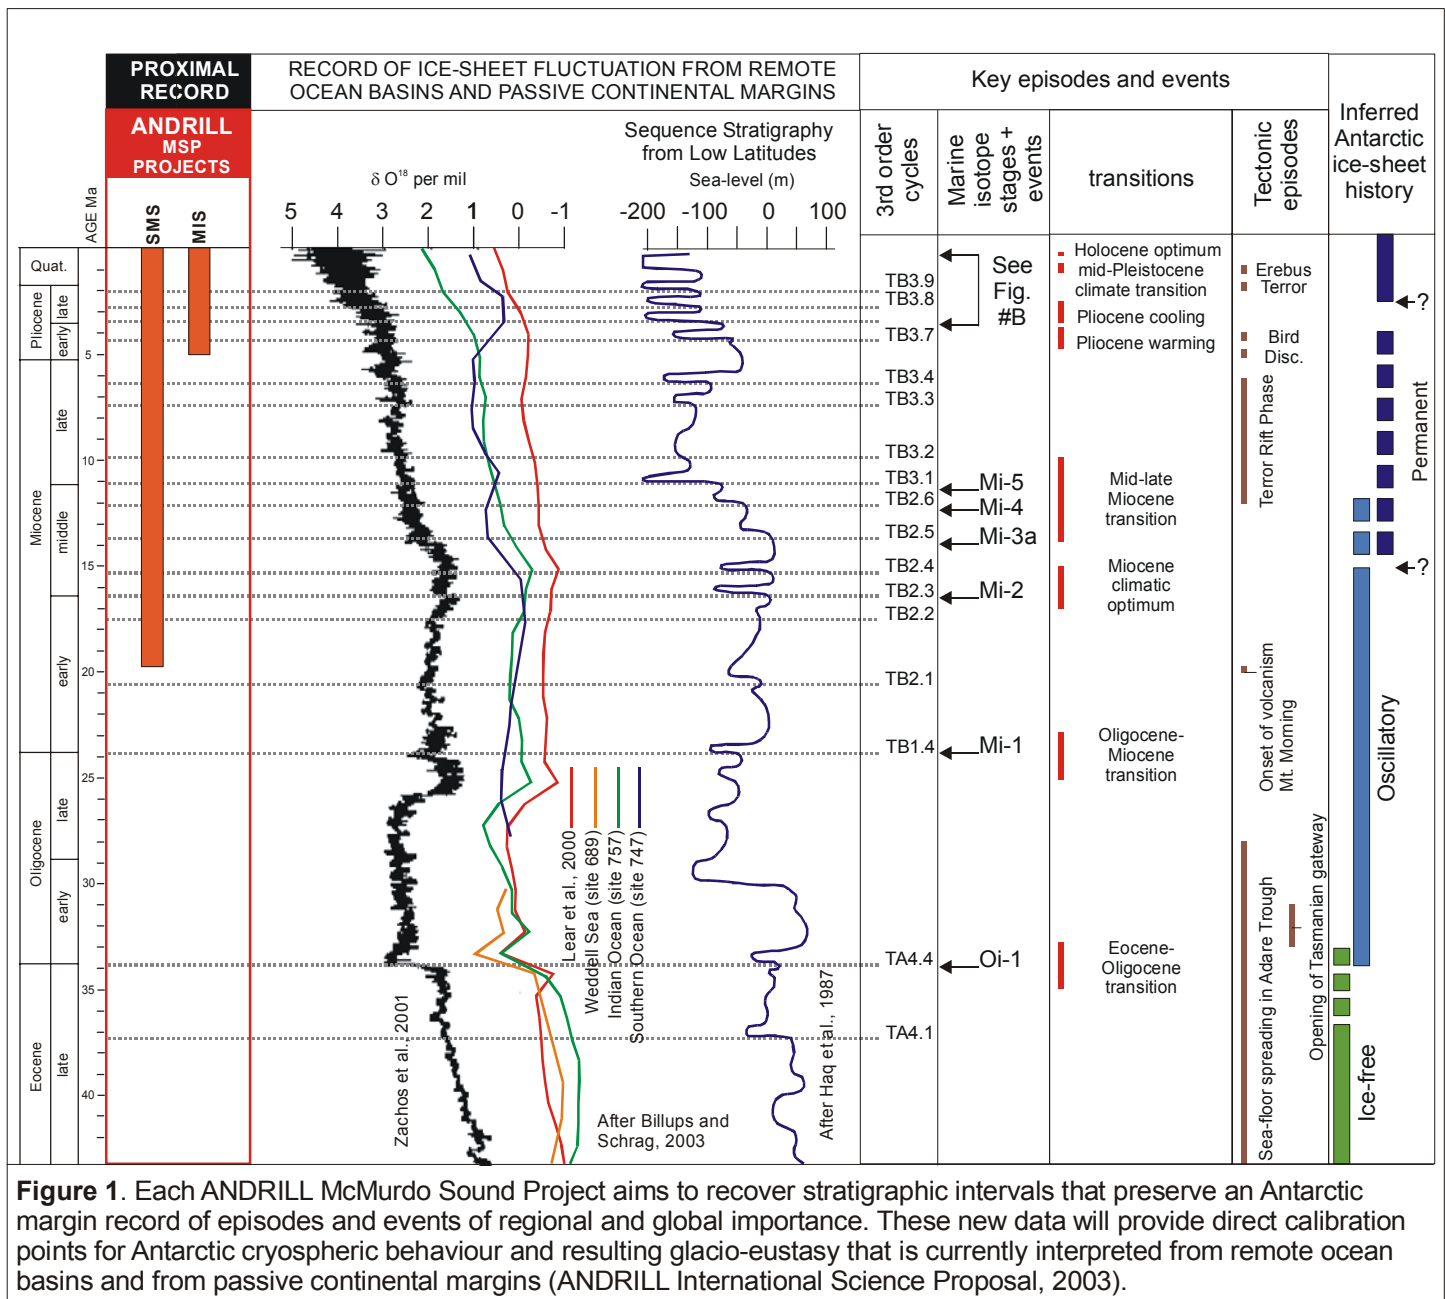 PROXIMAL
RECORD
RECORD OF ICE-SHEET FLUCTUATION FROM REMOTE
OCEAN BASINS AND PASSIVE CONTINENTAL MARGINS
Key episodes and events
Inferred
Antarctic
ice-sheet
history
ANDRILL
MSP
PROJECTS
Sequence Stratigraphy
from Low Latitudes
δ O18 per mil
Sea-level (m)
3rd order
cycles
Marine
isotope
stages +
events
transitions
Tectonic
episodes
AGE Ma
SMS
MIS
5 4 3 2 1 0 -1
-200 -100 0 100
Quat.
Pliocene
late
early
Miocene
late
middle
early
Oligocene
late
early
Eocene
late
5
10
15
20
25
30
35
40
TB3.9
TB3.8
TB3.7
TB3.4
TB3.3
TB3.2
TB3.1
TB2.6
TB2.5
TB2.4
TB2.3
TB2.2
TB2.1
TB1.4
TA4.4
TA4.1
See
Fig.
#B
Mi-5
Mi-4
Mi-3a
Mi-2
Mi-1
Oi-1
Holocene optimum
mid-Pleistocene
climate transition
Pliocene cooling
Pliocene warming
Mid-late
Miocene
transition
Miocene
climatic
optimum
Oligocene-
Miocene
transition
Eocene-
Oligocene
transition
Erebus
Terror
Bird
Disc.
Terror Rift Phase
Onset of volcanism
Mt. Morning
Sea-floor spreading in Adare Trough
Opening of Tasmanian gateway
?
?
Permanent
Oscillatory
Ice-free
Zachos et al., 2001
Lear et al., 2000
Weddell Sea (site 689)
Indian Ocean (site 757)
Southern Ocean (site 747)
After Billups and
Schrag, 2003
After Haq et al., 1987
Figure 1. Each ANDRILL McMurdo Sound Project aims to recover stratigraphic intervals that preserve an Antarctic
margin record of episodes and events of regional and global importance. These new data will provide direct calibration
points for Antarctic cryospheric behaviour and resulting glacio-eustasy that is currently interpreted from remote ocean
basins and from passive continental margins (ANDRILL International Science Proposal, 2003).